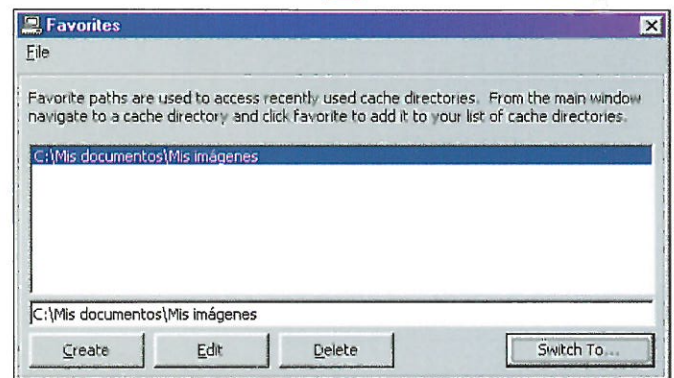 Favorites
File
Favorite paths are used to access recently used cache directories. From the main window
navigate to a cache directory and click favorite to add it to your list of cache directories.
C:\Mis documentos\Mis imágenes
C:\Mis documentos\Mis imágenes
Create Edit Delete Switch To...